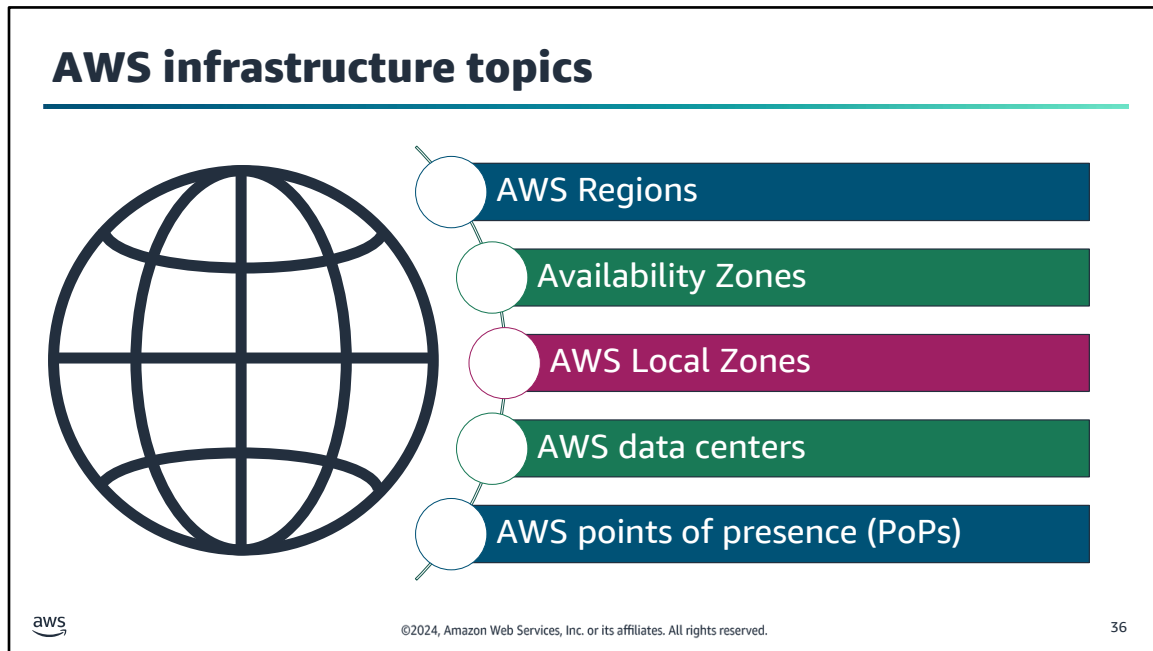 AWS infrastructure topics
AWS Regions
Availability Zones
AWS Local Zones
AWS data centers
AWS points of presence (PoPs)
aws
©2024, Amazon Web Services, Inc. or its affiliates. All rights reserved.
36